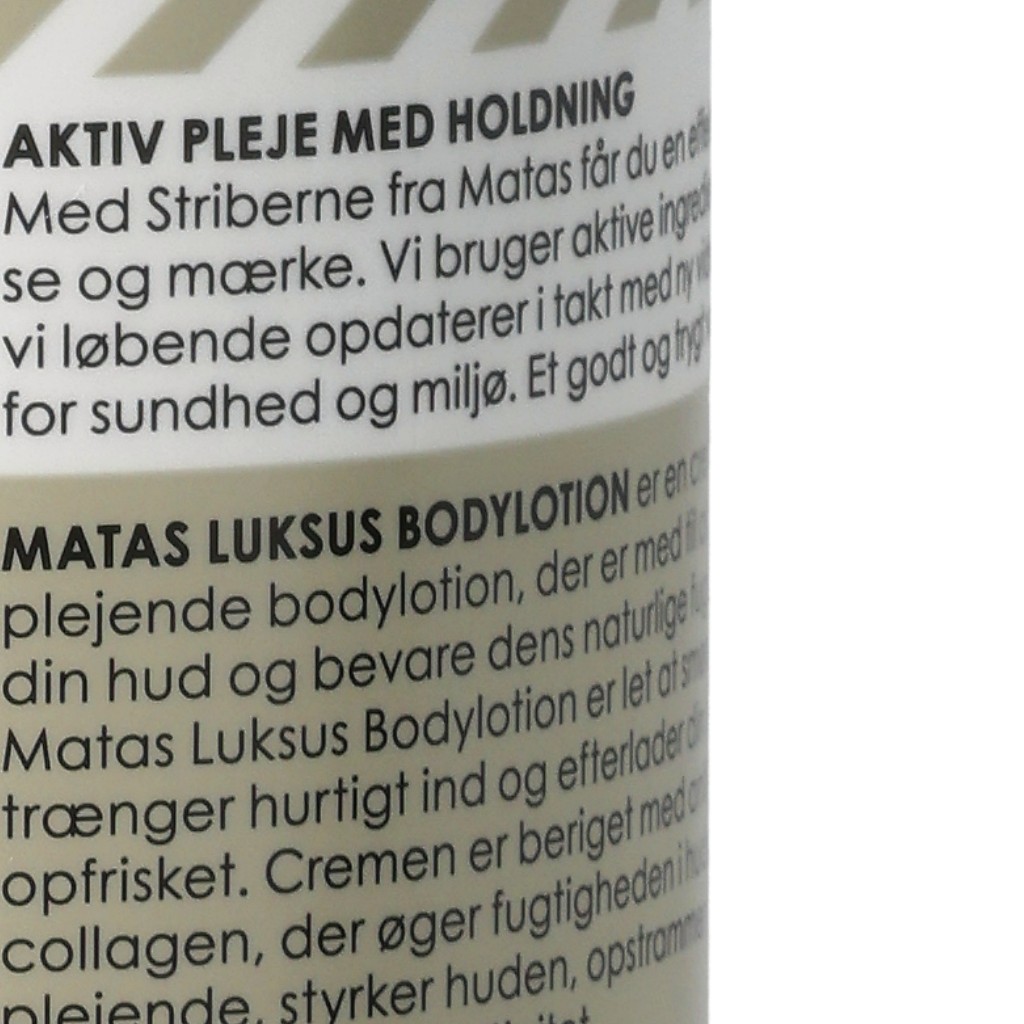 AKTIV PLEJE MED HOLDNING
Med Striberne fra Matas får du en
se og mærke. Vi bruger aktive
vi løbende opdaterer i takt med ny
for sundhed og miljø. Et godt og
MATAS LUKSUS BODYLOTION er en
plejende bodylotion, der er med til
din hud og bevare dens naturlige
Matas Luksus Bodylotion er let at
trænger hurtigt ind og efterlader
opfrisket. Cremen er beriget med
collagen, der øger fugtigheden i
plejende, styrker huden,